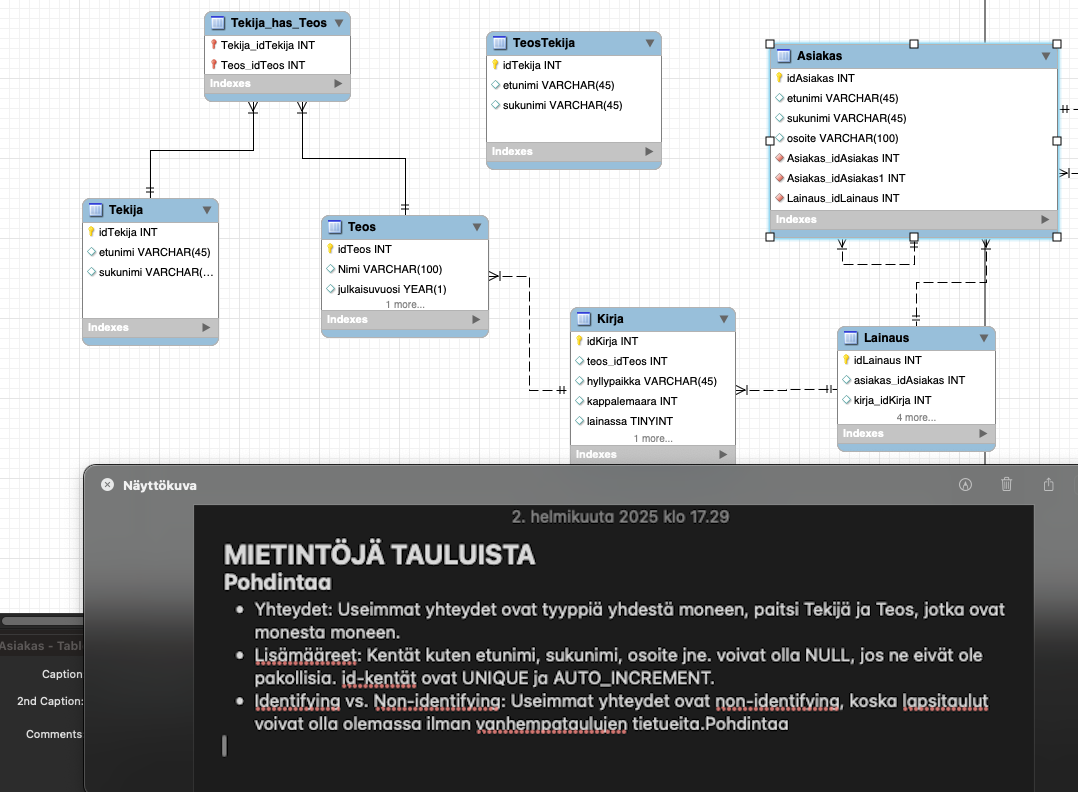 Tekija_has_Teos
Tekija_idTekija INT
Teos_idTeos INT
Indexes
TeosTekija
idTekija INT
etunimi VARCHAR(45)
sukunimi VARCHAR(45)
Indexes
Asiakas
idAsiakas INT
etunimi VARCHAR(45)
sukunimi VARCHAR(45)
osoite VARCHAR(100)
Asiakas_idAsiakas INT
Asiakas_idAsiakas1 INT
Lainaus_idLainaus INT
Indexes
Tekija
idTekija INT
etunimi VARCHAR(45)
sukunimi VARCHAR(...
Indexes
Teos
idTeos INT
Nimi VARCHAR(100)
julkaisuvuosi YEAR(1)
1 more...
Indexes
Kirja
idKirja INT
teos_idTeos INT
hyllypaikka VARCHAR(45)
kappalemaara INT
lainassa TINYINT
1 more...
Indexes
Lainaus
idLainaus INT
asiakas_idAsiakas INT
kirja_idKirja INT
4 more...
Indexes
Näyttökuva
2. helmikuuta 2025 klo 17.29
MIETINTÖJÄ TAULUISTA
Pohdintaa
• Yhteydet: Useimmat yhteydet ovat tyyppiä yhdestä moneen, paitsi Tekijä ja Teos, jotka ovat
monesta moneen.
• Lisämääreet: Kentät kuten etunimi, sukunimi, osoite jne. voivat olla NULL, jos ne eivät ole
pakollisia. id-kentät ovat UNIQUE ja AUTO_INCREMENT.
• Identifying vs. Non-identifying: Useimmat yhteydet ovat non-identifying, koska lapsitaulut
voivat olla olemassa ilman vanhempataulujen tietueita.Pohdintaa
Asiakas - Tabl
Caption
2nd Caption:
Comments